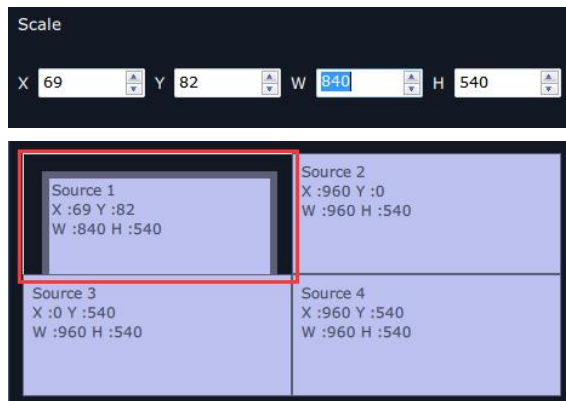 Scale
X 69 Y 82 W 840 H 540
Source 1
X :69 Y :82
W :840 H :540
Source 2
X :960 Y :0
W :960 H :540
Source 3
X :0 Y :540
W :960 H :540
Source 4
X :960 Y :540
W :960 H :540